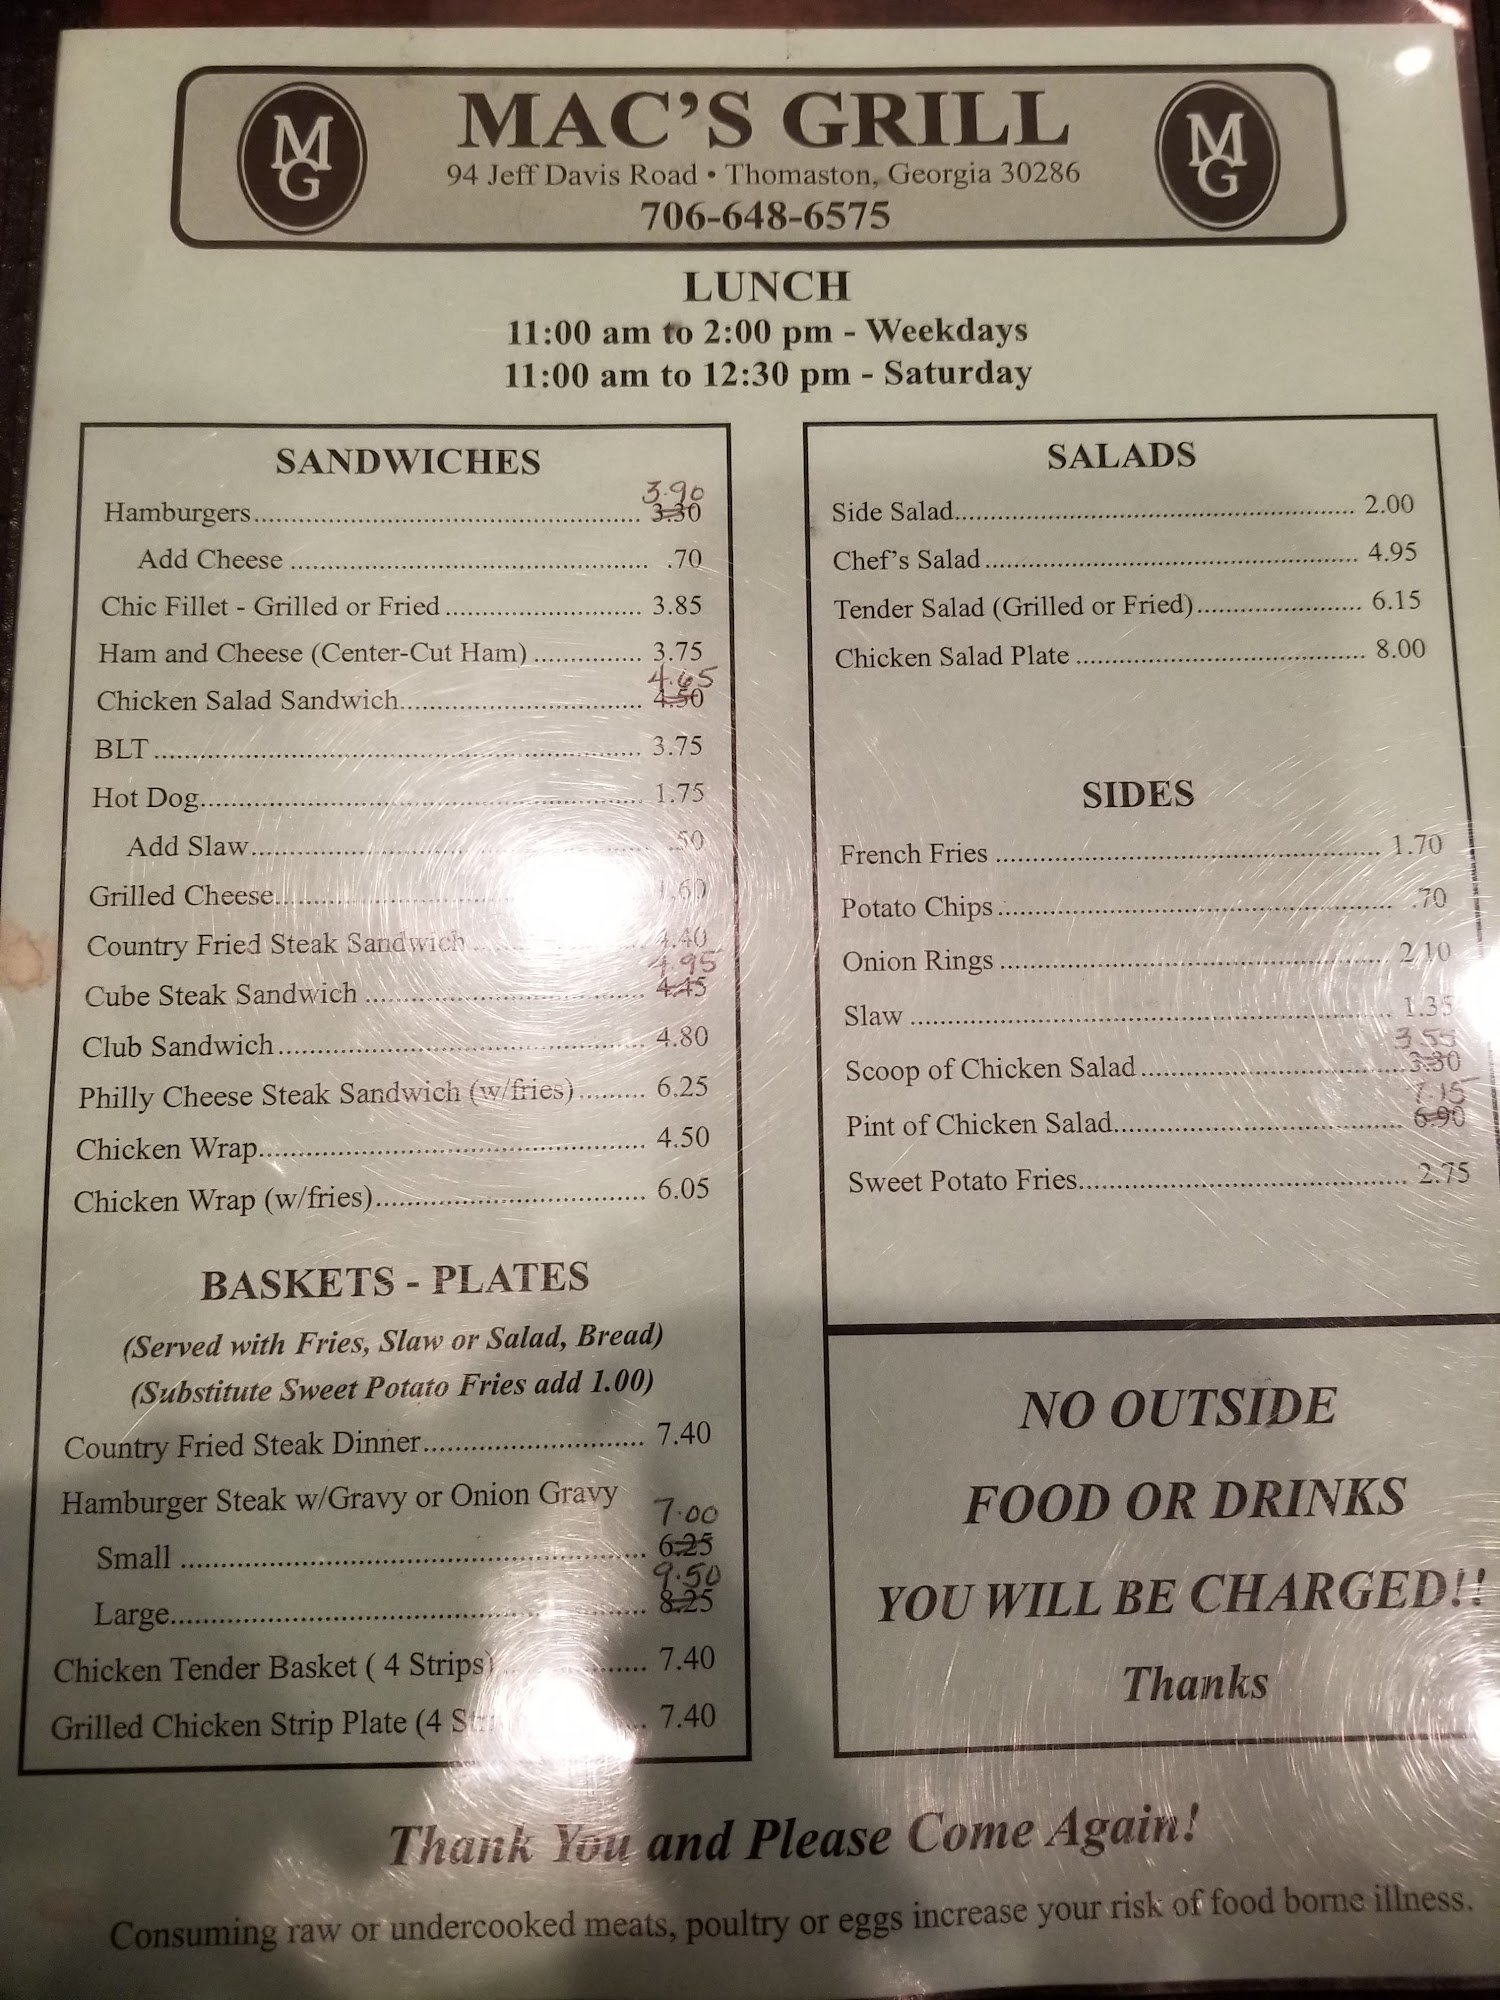 MG
MAC'S GRILL
94 Jeff Davis Road • Thomaston, Georgia 30286
706-648-6575
MG
LUNCH
11:00 am to 2:00 pm - Weekdays
11:00 am to 12:30 pm - Saturday
SANDWICHES
3.90
Hamburgers 3.30
Add Cheese .70
Chic Fillet - Grilled or Fried 3.85
Ham and Cheese (Center-Cut Ham) 3.75
4.65
Chicken Salad Sandwich 4.50
BLT 3.75
Hot Dog 1.75
Add Slaw .50
Grilled Cheese 1.60
Country Fried Steak Sandwich 4.40
4.95
Cube Steak Sandwich 4.45
Club Sandwich 4.80
Philly Cheese Steak Sandwich (w/fries) 6.25
Chicken Wrap 4.50
Chicken Wrap (w/fries) 6.05
BASKETS - PLATES
(Served with Fries, Slaw or Salad, Bread)
(Substitute Sweet Potato Fries add 1.00)
Country Fried Steak Dinner 7.40
Hamburger Steak w/Gravy or Onion Gravy
7.00
Small 6.25
9.50
Large 8.25
Chicken Tender Basket ( 4 Strips) 7.40
Grilled Chicken Strip Plate (4 7.40
SALADS
Side Salad 2.00
Chef's Salad 4.95
Tender Salad (Grilled or Fried) 6.15
Chicken Salad Plate 8.00
SIDES
French Fries 1.70
Potato Chips .70
Onion Rings 2.10
Slaw 1.35
3.55
Scoop of Chicken Salad 3.30
7.15
Pint of Chicken Salad 6.90
Sweet Potato Fries 2.75
NO OUTSIDE
FOOD OR DRINKS
YOU WILL BE CHARGED!!
Thanks
Thank You and Please Come Again!
Consuming raw or undercooked meats, poultry or eggs increase your risk of food borne illness.